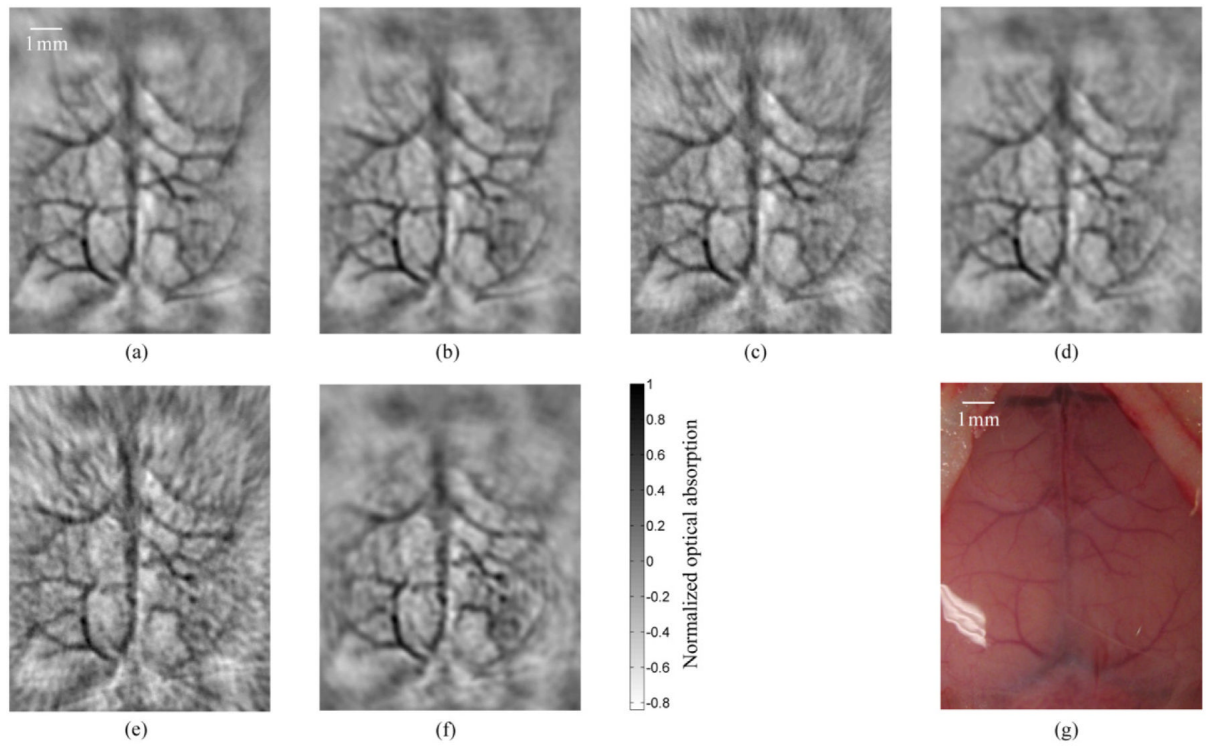 1 mm
(a)
(b)
(c)
(d)
1
0.8
0.6
0.4
0.2
0
-0.2
-0.4
-0.6
-0.8
Normalized optical absorption
1 mm
(e)
(f)
(g)